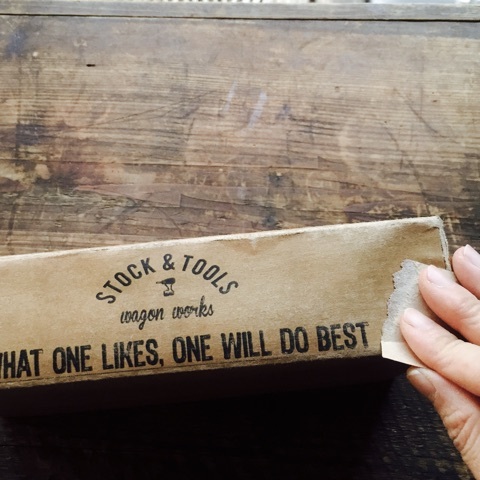 STOCK & TOOLS
wagon works
WHAT ONE LIKES, ONE WILL DO BEST